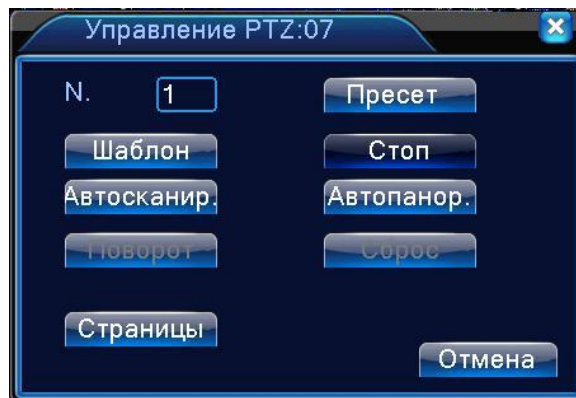 Управление PTZ:07
N. 1 Пресет
Шаблон Стоп
Автосканир. Автопанор.
Поворот Сброс
Страницы
Отмена